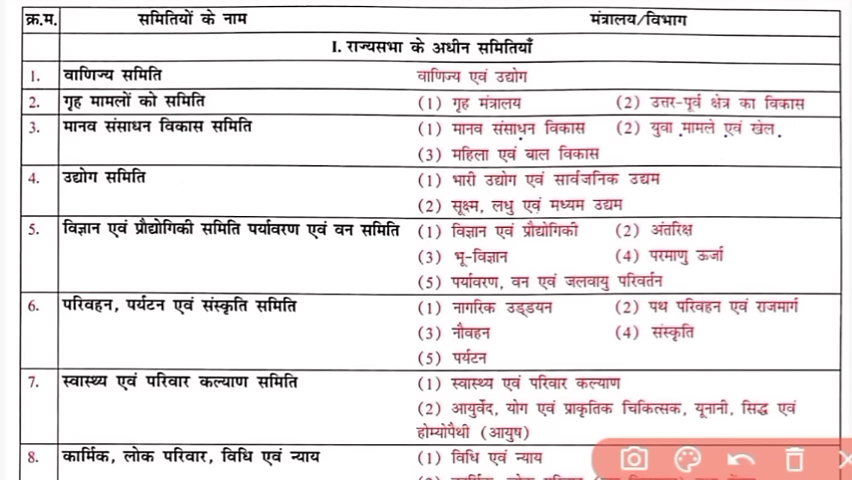 क्र.म. समितियों के नाम मंत्रालय/विभाग
I. राज्यसभा के अधीन समितियाँ
1. वाणिज्य समिति वाणिज्य एवं उद्योग
2. गृह मामलों को समिति (1) गृह मंत्रालय (2) उत्तर-पूर्व क्षेत्र का विकास
3. मानव संसाधन विकास समिति (1) मानव संसाधन विकास (2) युवा मामले एवं खेल
(3) महिला एवं बाल विकास
4. उद्योग समिति (1) भारी उद्योग एवं सार्वजनिक उद्यम
(2) सूक्ष्म, लधु एवं मध्यम उद्यम
5. विज्ञान एवं प्रौद्योगिकी समिति पर्यावरण एवं वन समिति (1) विज्ञान एवं प्रौद्योगिकी (2) अंतरिक्ष
(3) भू-विज्ञान (4) परमाणु ऊर्जा
(5) पर्यावरण, वन एवं जलवायु परिवर्तन
6. परिवहन, पर्यटन एवं संस्कृति समिति (1) नागरिक उड्डयन (2) पथ परिवहन एवं राजमार्ग
(3) नौवहन (4) संस्कृति
(5) पर्यटन
7. स्वास्थ्य एवं परिवार कल्याण समिति (1) स्वास्थ्य एवं परिवार कल्याण
(2) आयुर्वेद, योग एवं प्राकृतिक चिकित्सक, यूनानी, सिद्ध एवं
होम्योपैथी (आयुष)
8. कार्मिक, लोक परिवार, विधि एवं न्याय (1) विधि एवं न्याय